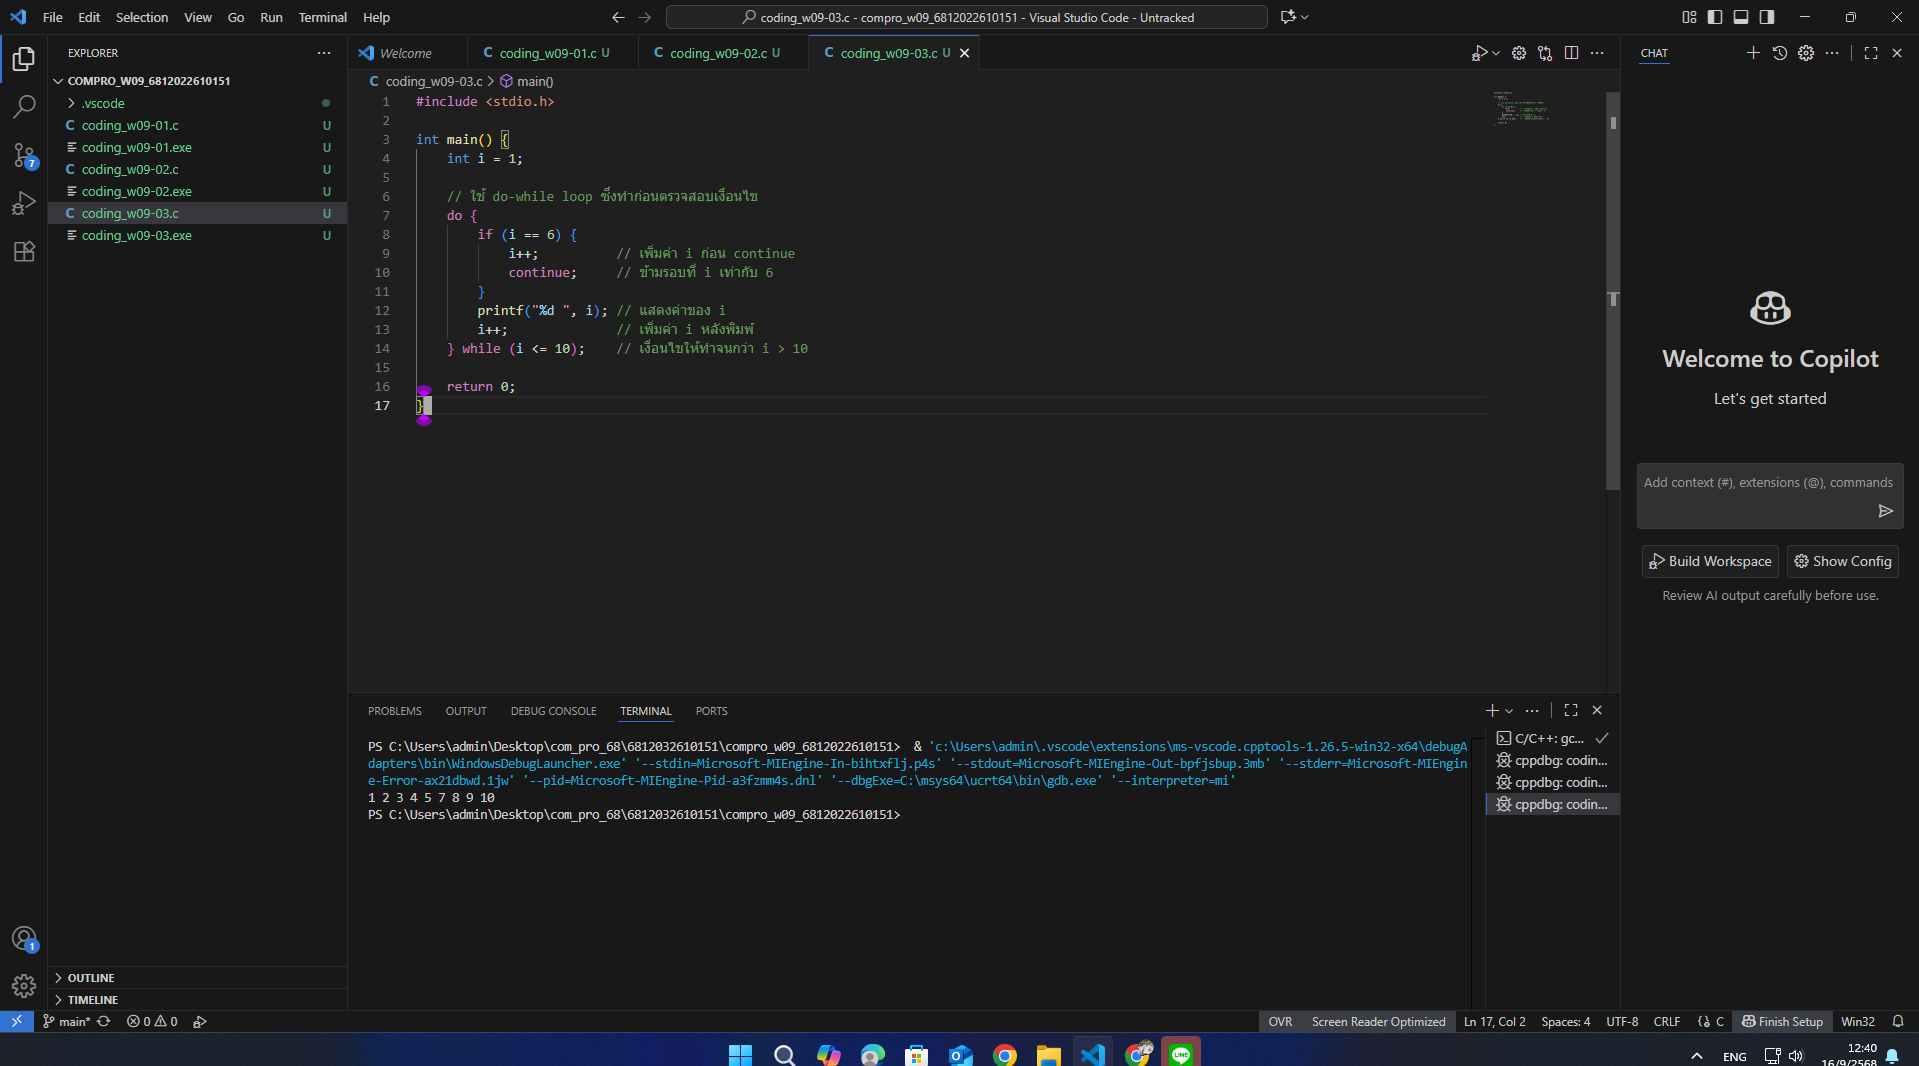 File Edit Selection View Go Run Terminal Help
coding_w09-03.c - compro_w09_6812022610151 - Visual Studio Code - Untracked
EXPLORER
COMPRO_W09_6812022610151
.vscode
coding_w09-01.c U
coding_w09-01.exe U
coding_w09-02.c U
coding_w09-02.exe U
coding_w09-03.c U
coding_w09-03.exe U
OUTLINE
TIMELINE
7
1
Welcome
C coding_w09-01.c U
C coding_w09-02.c U
C coding_w09-03.c U
C coding_w09-03.c > main()
1 #include <stdio.h>
2
3 int main() {
4 int i = 1;
5
6 // ใช้ do-while loop ซึ่งทำก่อนตรวจสอบเงื่อนไข
7 do {
8 if (i == 6) {
9 i++; // เพิ่มค่า i ก่อน continue
10 continue; // ข้ามรอบที่ i เท่ากับ 6
11 }
12 printf("%d ", i); // แสดงค่าของ i
13 i++; // เพิ่มค่า i หลังพิมพ์
14 } while (i <= 10); // เงื่อนไขให้ทำจนกว่า i > 10
15
16 return 0;
17 }
PROBLEMS OUTPUT DEBUG CONSOLE TERMINAL PORTS
PS C:\Users\admin\Desktop\com_pro_68\6812032610151\compro_w09_6812022610151> & 'c:\Users\admin\.vscode\extensions\ms-vscode.cpptools-1.26.5-win32-x64\debugA
dapters\bin\WindowsDebugLauncher.exe' '--stdin=Microsoft-MIEngine-In-bihtxflj.p4s' '--stdout=Microsoft-MIEngine-Out-bpfjsbup.3mb' '--stderr=Microsoft-MIEngin
e-Error-ax21dbwd.1jw' '--pid=Microsoft-MIEngine-Pid-a3fzmm4s.dnl' '--dbgExe=C:\msys64\ucrt64\bin\gdb.exe' '--interpreter=mi'
1 2 3 4 5 7 8 9 10
PS C:\Users\admin\Desktop\com_pro_68\6812032610151\compro_w09_6812022610151>
C/C++: gc...
cppdbg: codin...
cppdbg: codin...
cppdbg: codin...
CHAT
Welcome to Copilot
Let's get started
Add context (#), extensions (@), commands
Build Workspace Show Config
Review AI output carefully before use.
main* 0 0
OVR Screen Reader Optimized Ln 17, Col 2 Spaces: 4 UTF-8 CRLF {} C Finish Setup Win32
LINE
ENG
12:40
16/9/2568